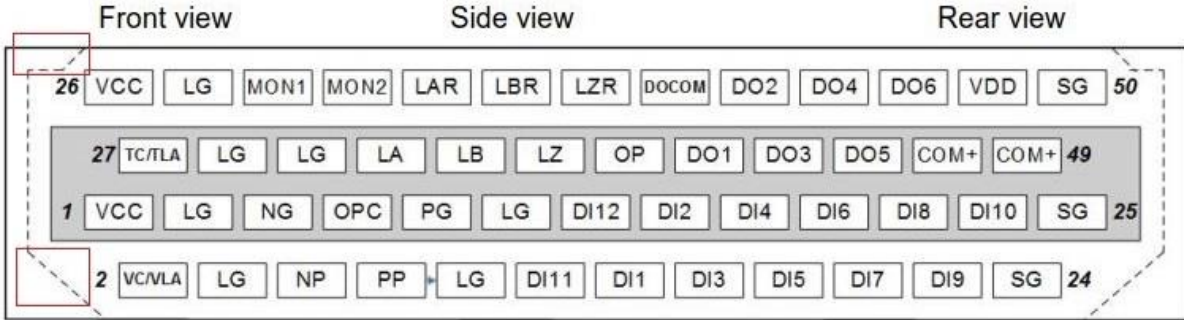 Front view Side view Rear view
26 VCC LG MON1 MON2 LAR LBR LZR DOCOM DO2 DO4 DO6 VDD SG 50
27 TC/TLA LG LG LA LB LZ OP DO1 DO3 DO5 COM+ COM+ 49
1 VCC LG NG OPC PG LG DI12 DI2 DI4 DI6 DI8 DI10 SG 25
2 VC/VLA LG NP PP LG DI11 DI1 DI3 DI5 DI7 DI9 SG 24